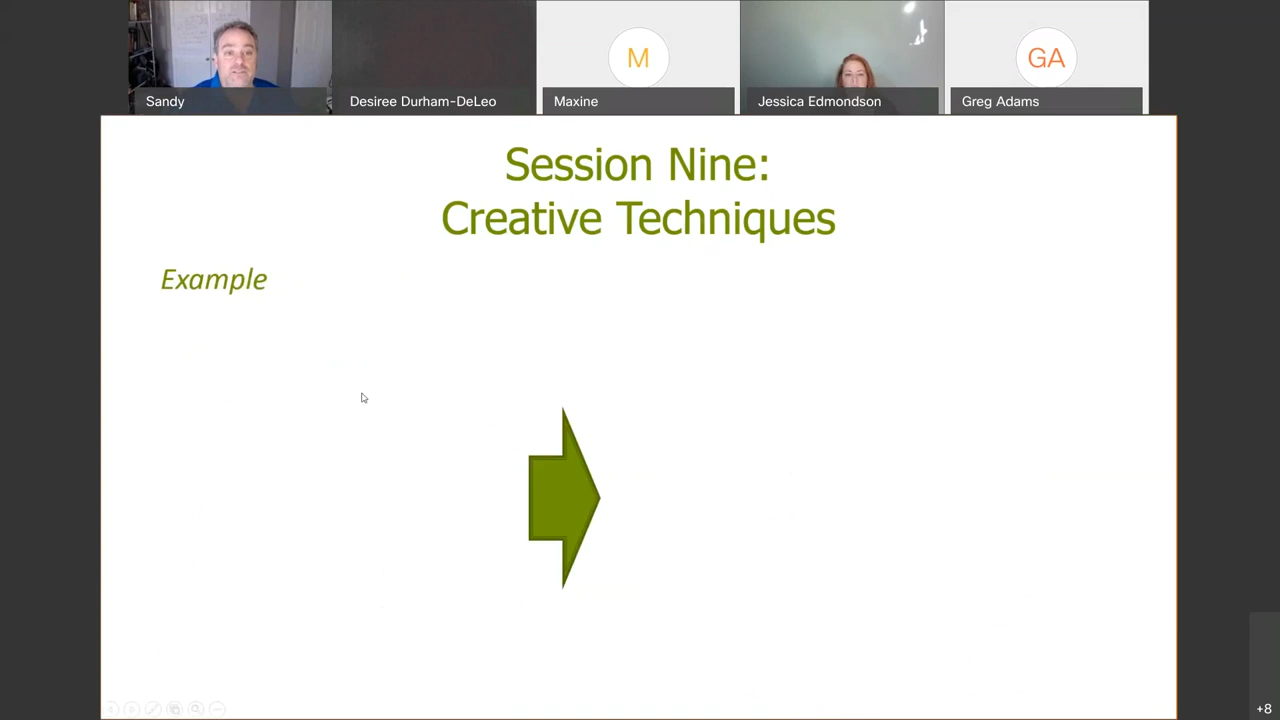 Sandy
Desiree Durham-DeLeo
M
Maxine
Jessica Edmondson
GA
Greg Adams
Session Nine:
Creative Techniques
Example
+8